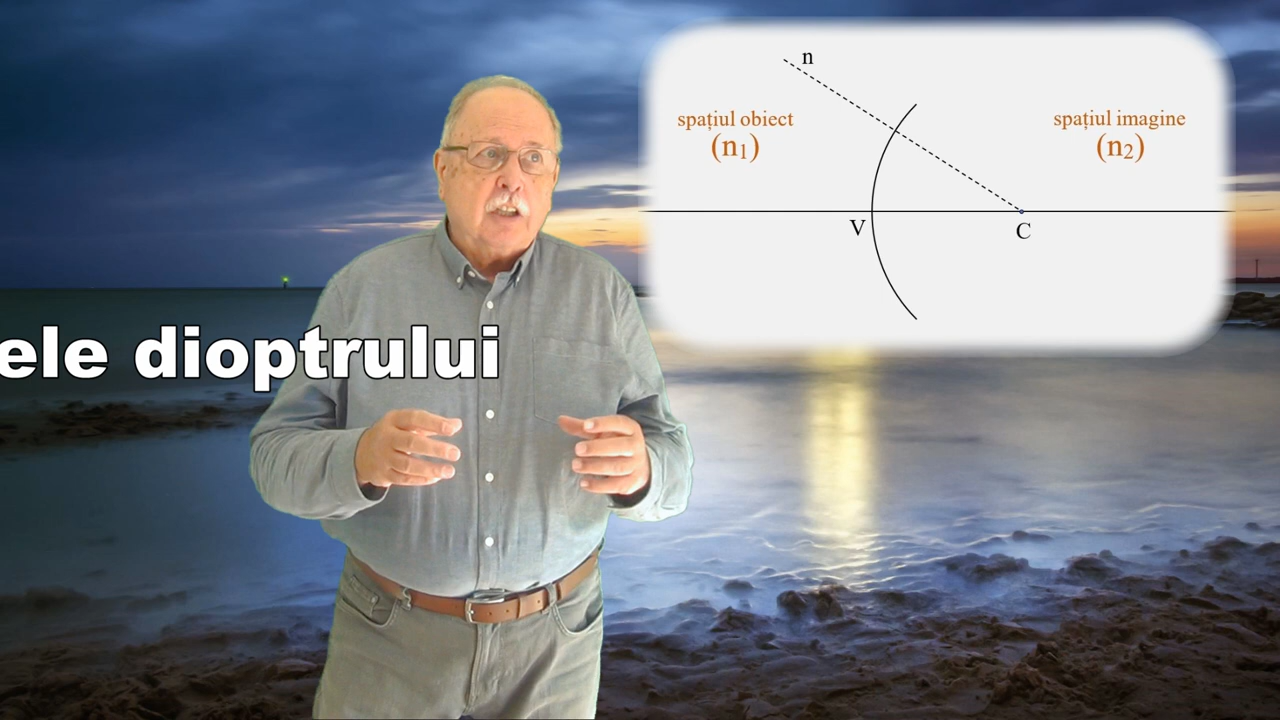 n
spațiul obiect
(n₁)
spațiul imagine
(n₂)
V
C
ele dioptrului